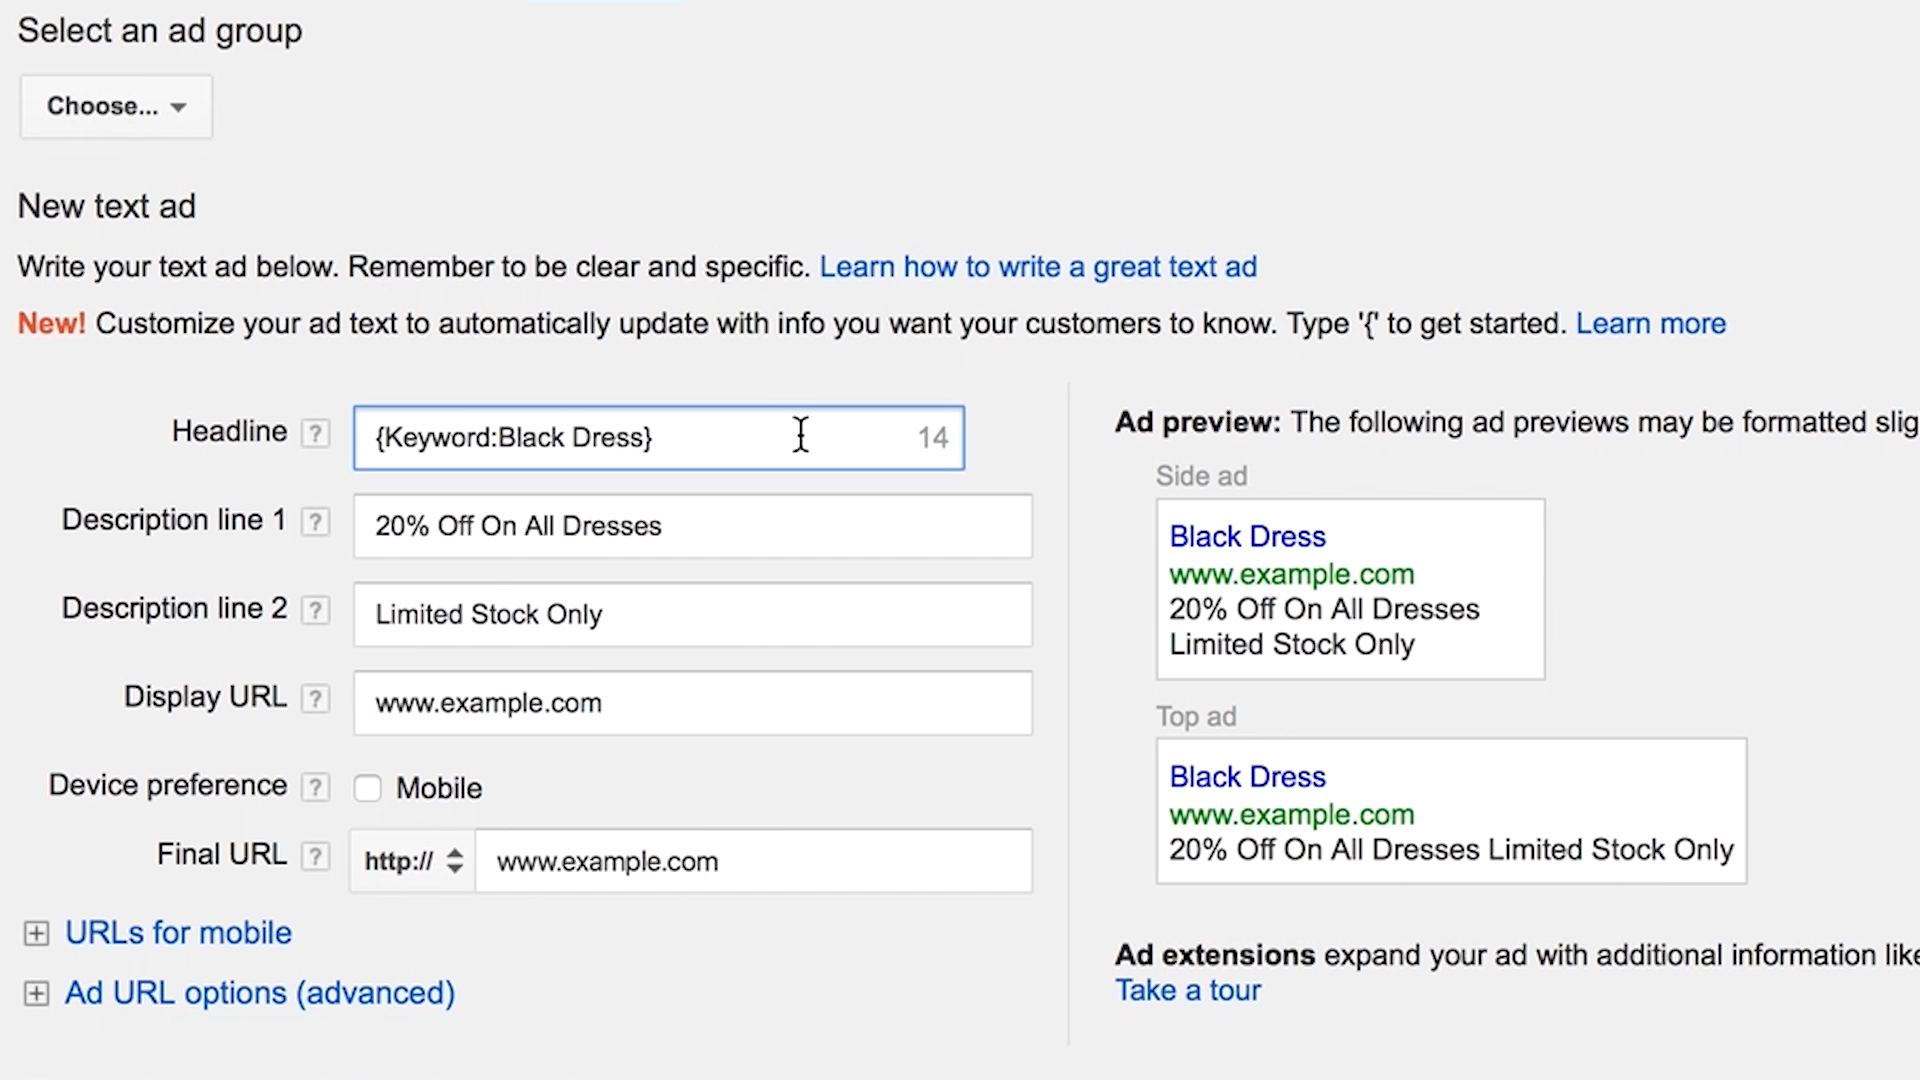 Select an ad group
Choose...
New text ad
Write your text ad below. Remember to be clear and specific. Learn how to write a great text ad
New! Customize your ad text to automatically update with info you want your customers to know. Type '{' to get started. Learn more
Headline ? {Keyword:Black Dress} 14
Description line 1 ? 20% Off On All Dresses
Description line 2 ? Limited Stock Only
Display URL ? www.example.com
Device preference ? Mobile
Final URL ? http:// www.example.com
URLs for mobile
Ad URL options (advanced)
Ad preview: The following ad previews may be formatted slig
Side ad
Black Dress
www.example.com
20% Off On All Dresses
Limited Stock Only
Top ad
Black Dress
www.example.com
20% Off On All Dresses Limited Stock Only
Ad extensions expand your ad with additional information like
Take a tour